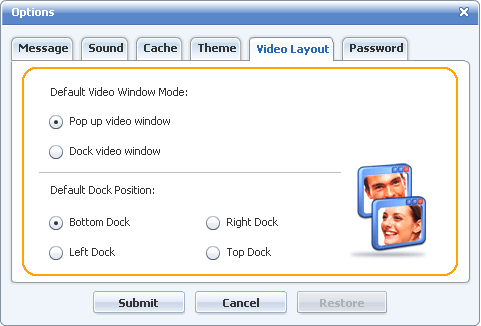 Options
Message Sound Cache Theme Video Layout Password
Default Video Window Mode:
Pop up video window
Dock video window
Default Dock Position:
Bottom Dock Right Dock
Left Dock Top Dock
Submit Cancel Restore